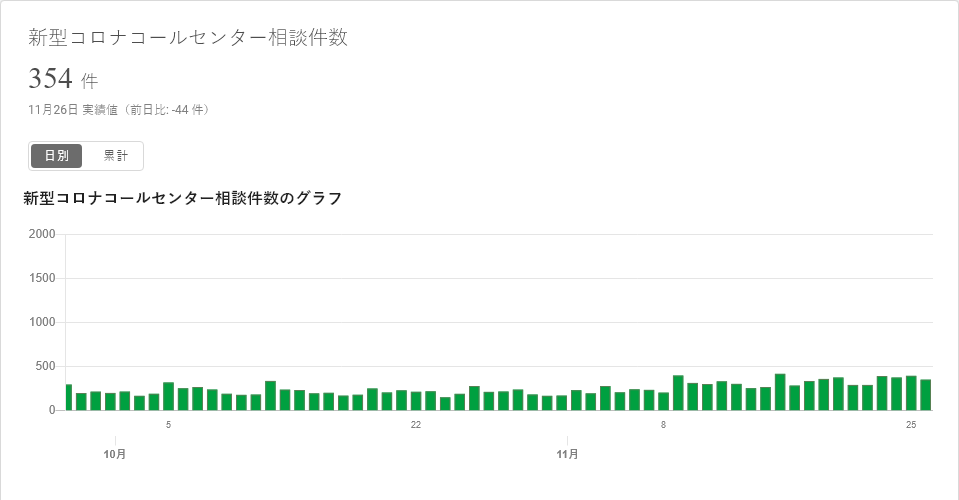 新型コロナコールセンター相談件数
354 件
11月26日 実績値（前日比: -44 件）
日別 累計
新型コロナコールセンター相談件数のグラフ
2000
1500
1000
500
0
5 22 8 25
10月 11月